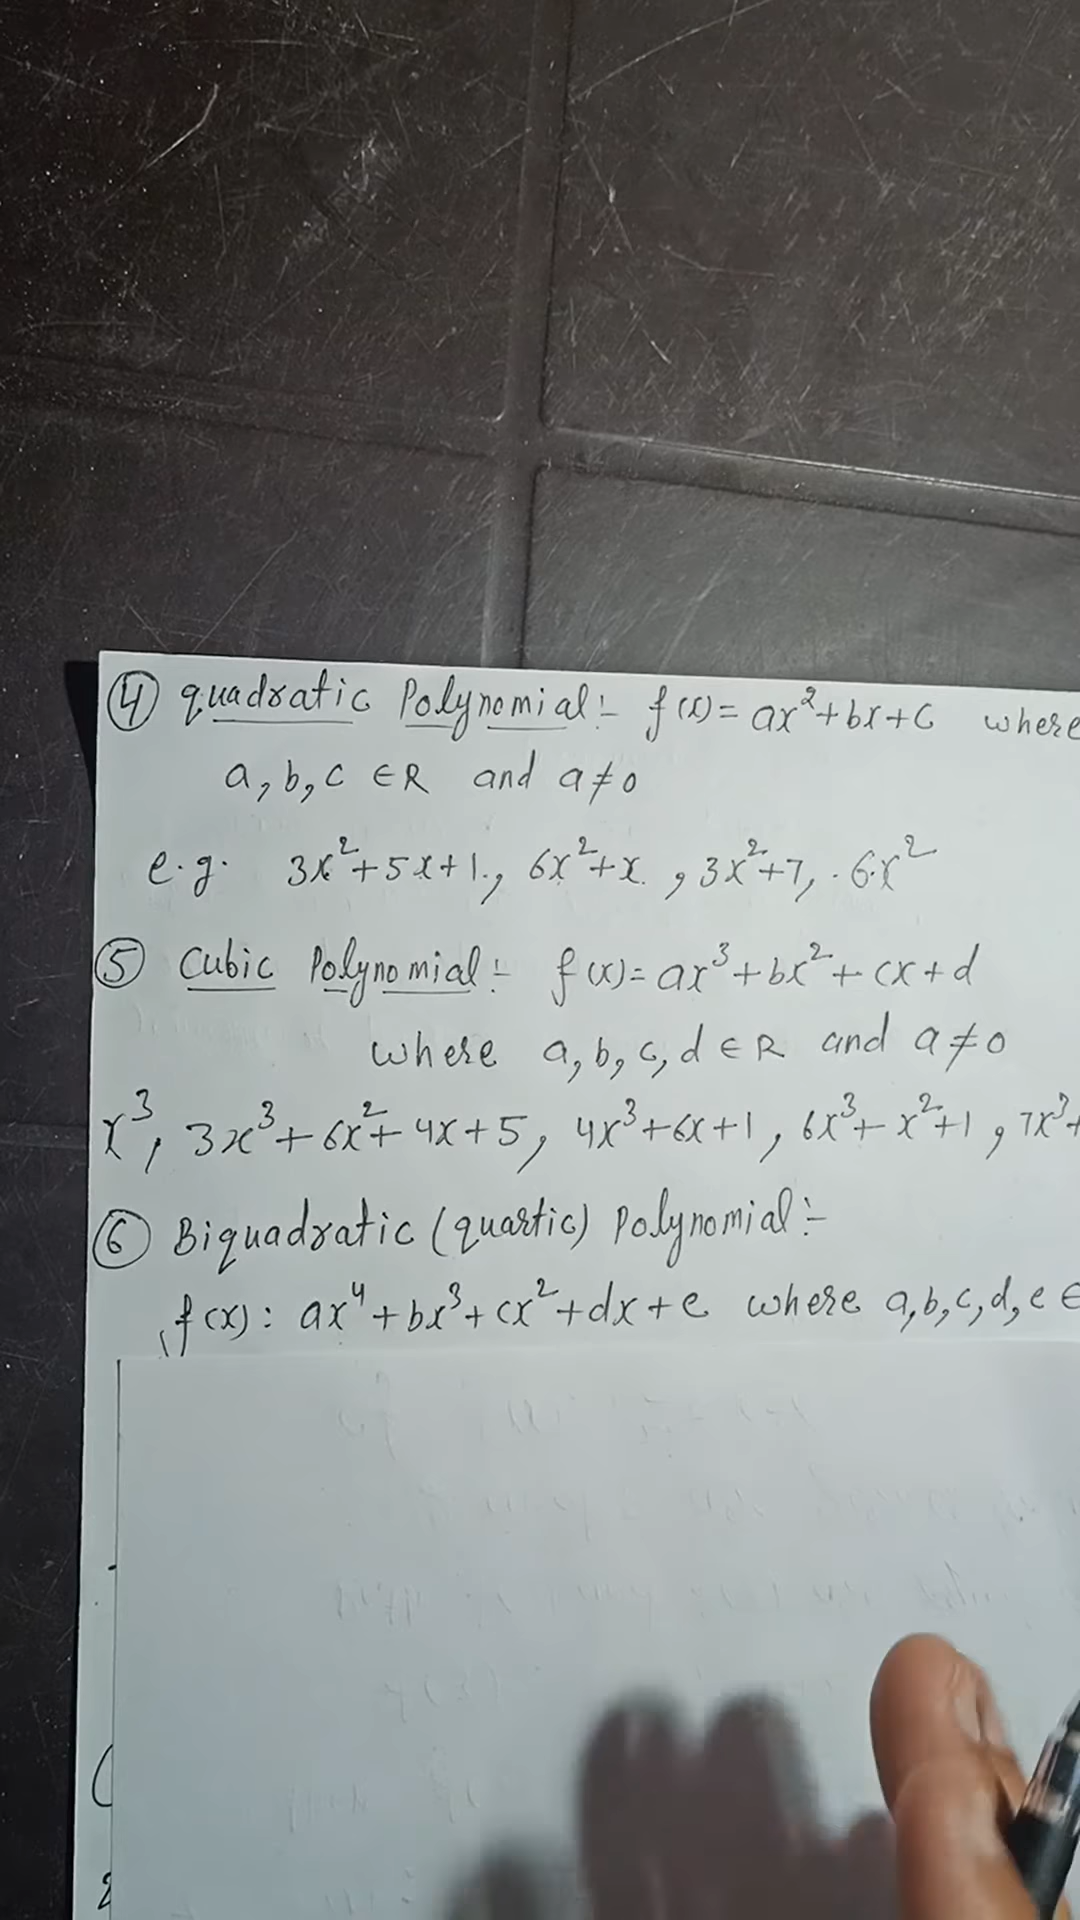 ④ quadratic Polynomial:- f(x)= ax²+bx+c where
a, b, c ∈R and a≠0
e.g. 3x²+5x+1, 6x²+x, 3x²+7, 6x²
⑤ Cubic Polynomial:- f(x)= ax³+bx²+cx+d
where a, b, c, d ∈ R and a≠0
x³, 3x³+6x²+4x+5, 4x³+6x+1, 6x³+x²+1, 7x³+
⑥ Biquadratic (quartic) Polynomial:-
f(x): ax⁴+bx³+cx²+dx+e where a,b,c,d,e ∈